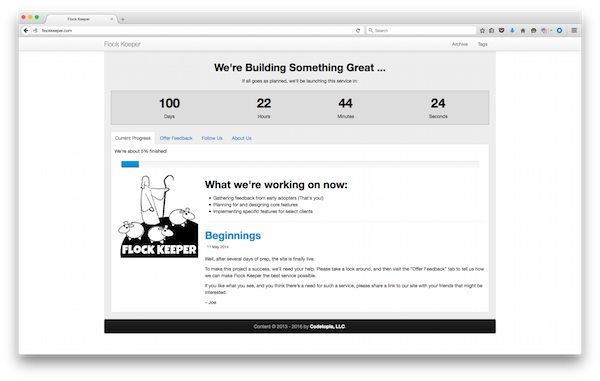 Flock Keeper
flockkeeper.com
Search
Flock Keeper
Archive
Tags
We're Building Something Great ...
If all goes as planned, we'll be launching this service in:
100
22
44
24
Days
Hours
Minutes
Seconds
Current Progress
Offer Feedback
Follow Us
About Us
We're about 5% finished!
FLOCK KEEPER
What we're working on now:
Gathering feedback from early adopters (That's you!)
Planning for and designing core features
Implementing specific features for select clients
Beginnings
11 May 2014
Well, after several days of prep, the site is finally live.
To make this project a success, we'll need your help. Please take a look around, and then visit the "Offer Feedback" tab to tell us how
we can make Flock Keeper the best service possible.
If you like what you see, and you think there's a need for such a service, please share a link to our site with your friends that might be
interested.
– Joe
Content © 2013 - 2016 by Codetopia, LLC.